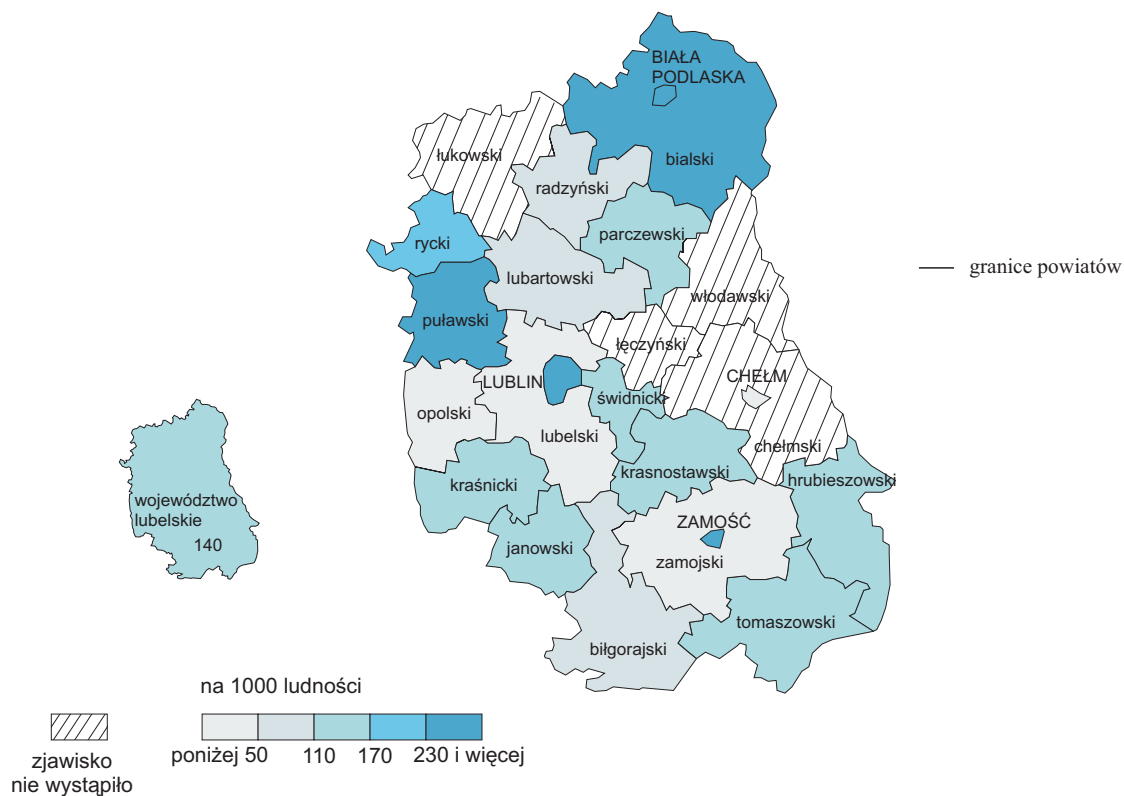 BIAŁA
PODLASKA
łukowski
bialski
radzyński
parczewski
rycki
granice powiatów
lubartowski
włodawski
puławski
łęczyński
LUBLIN
CHEŁM
świdnicki
opolski
lubelski
chełmski
krasnostawski
hrubieszowski
kraśnicki
województwo
lubelskie
140
ZAMOŚĆ
janowski
zamojski
tomaszowski
biłgorajski
na 1000 ludności
poniżej 50 110 170 230 i więcej
zjawisko
nie wystąpiło